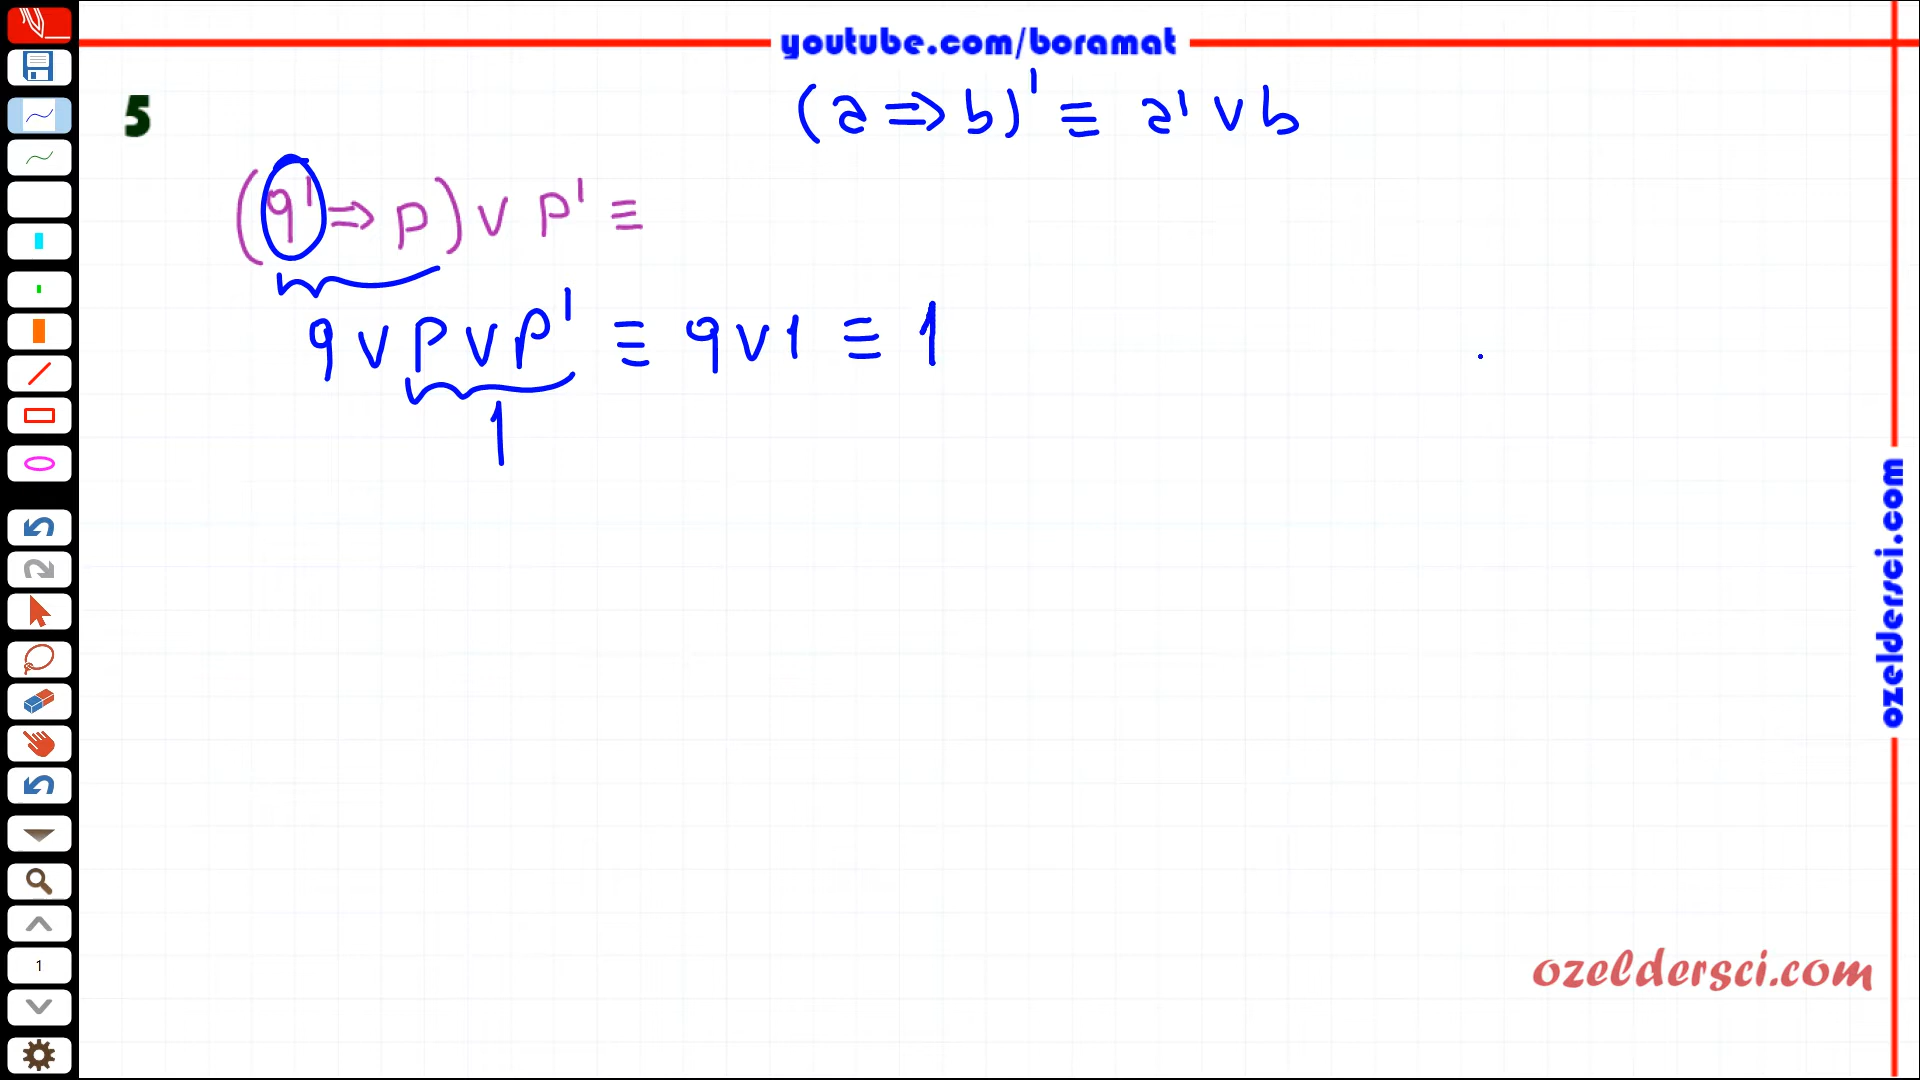 youtube.com/boramat
5
(a ⇒ b)' ≡ a' ∨ b
(q' ⇒ p) ∨ p' ≡
q ∨ p ∨ p' ≡ q ∨ 1 ≡ 1
1
ozeldersci.com
ozeldersci.com
1